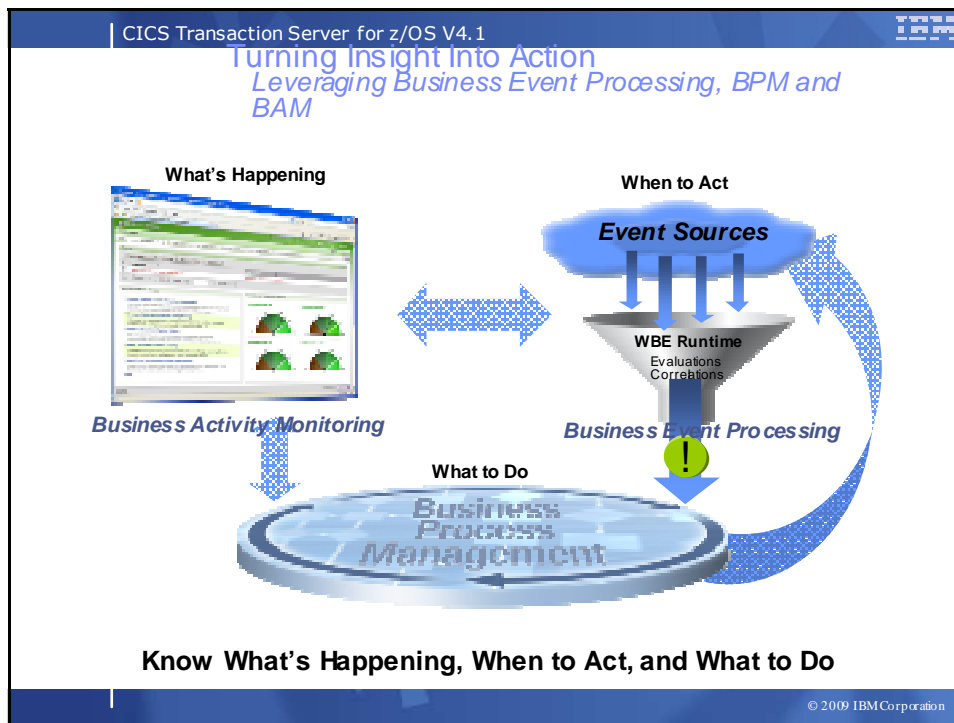 CICS Transaction Server for z/OS V4.1
IBM
Turning Insight Into Action
Leveraging Business Event Processing, BPM and
BAM
What's Happening
When to Act
Event Sources
WBE Runtime
Evaluations
Correlations
Business Activity Monitoring
Business Event Processing
!
What to Do
Business
Process
Management
Know What's Happening, When to Act, and What to Do
© 2009 IBM Corporation